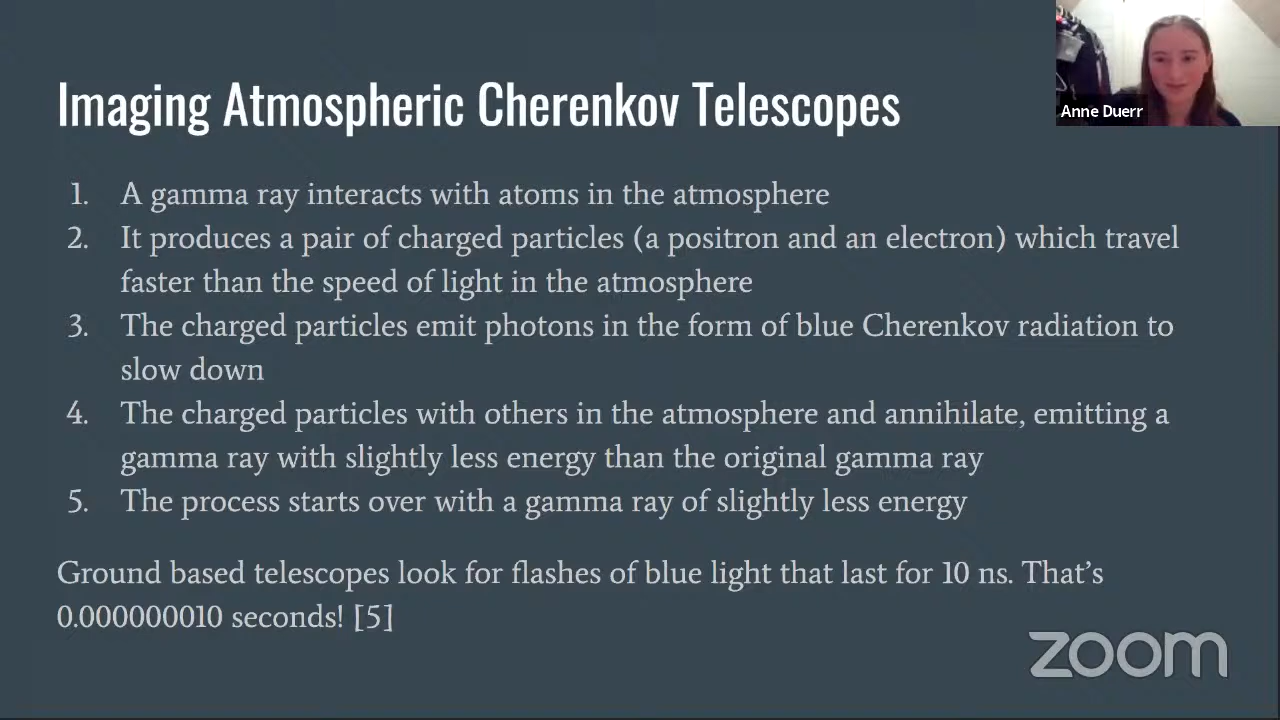 Imaging Atmospheric Cherenkov Telescopes
Anne Duerr
1. A gamma ray interacts with atoms in the atmosphere
2. It produces a pair of charged particles (a positron and an electron) which travel
faster than the speed of light in the atmosphere
3. The charged particles emit photons in the form of blue Cherenkov radiation to
slow down
4. The charged particles with others in the atmosphere and annihilate, emitting a
gamma ray with slightly less energy than the original gamma ray
5. The process starts over with a gamma ray of slightly less energy
Ground based telescopes look for flashes of blue light that last for 10 ns. That’s
0.000000010 seconds! [5]
zoom